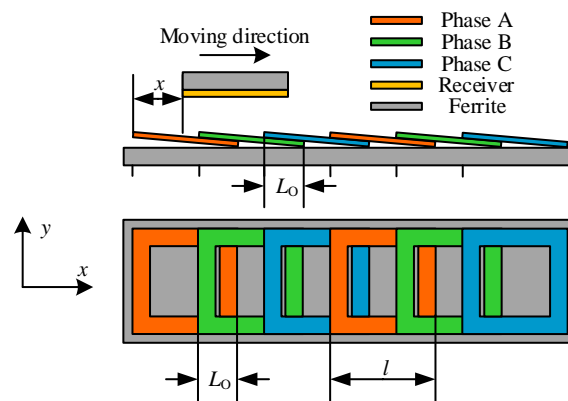 Moving direction
Phase A
Phase B
Phase C
Receiver
Ferrite
x
LO
y
x
LO
l